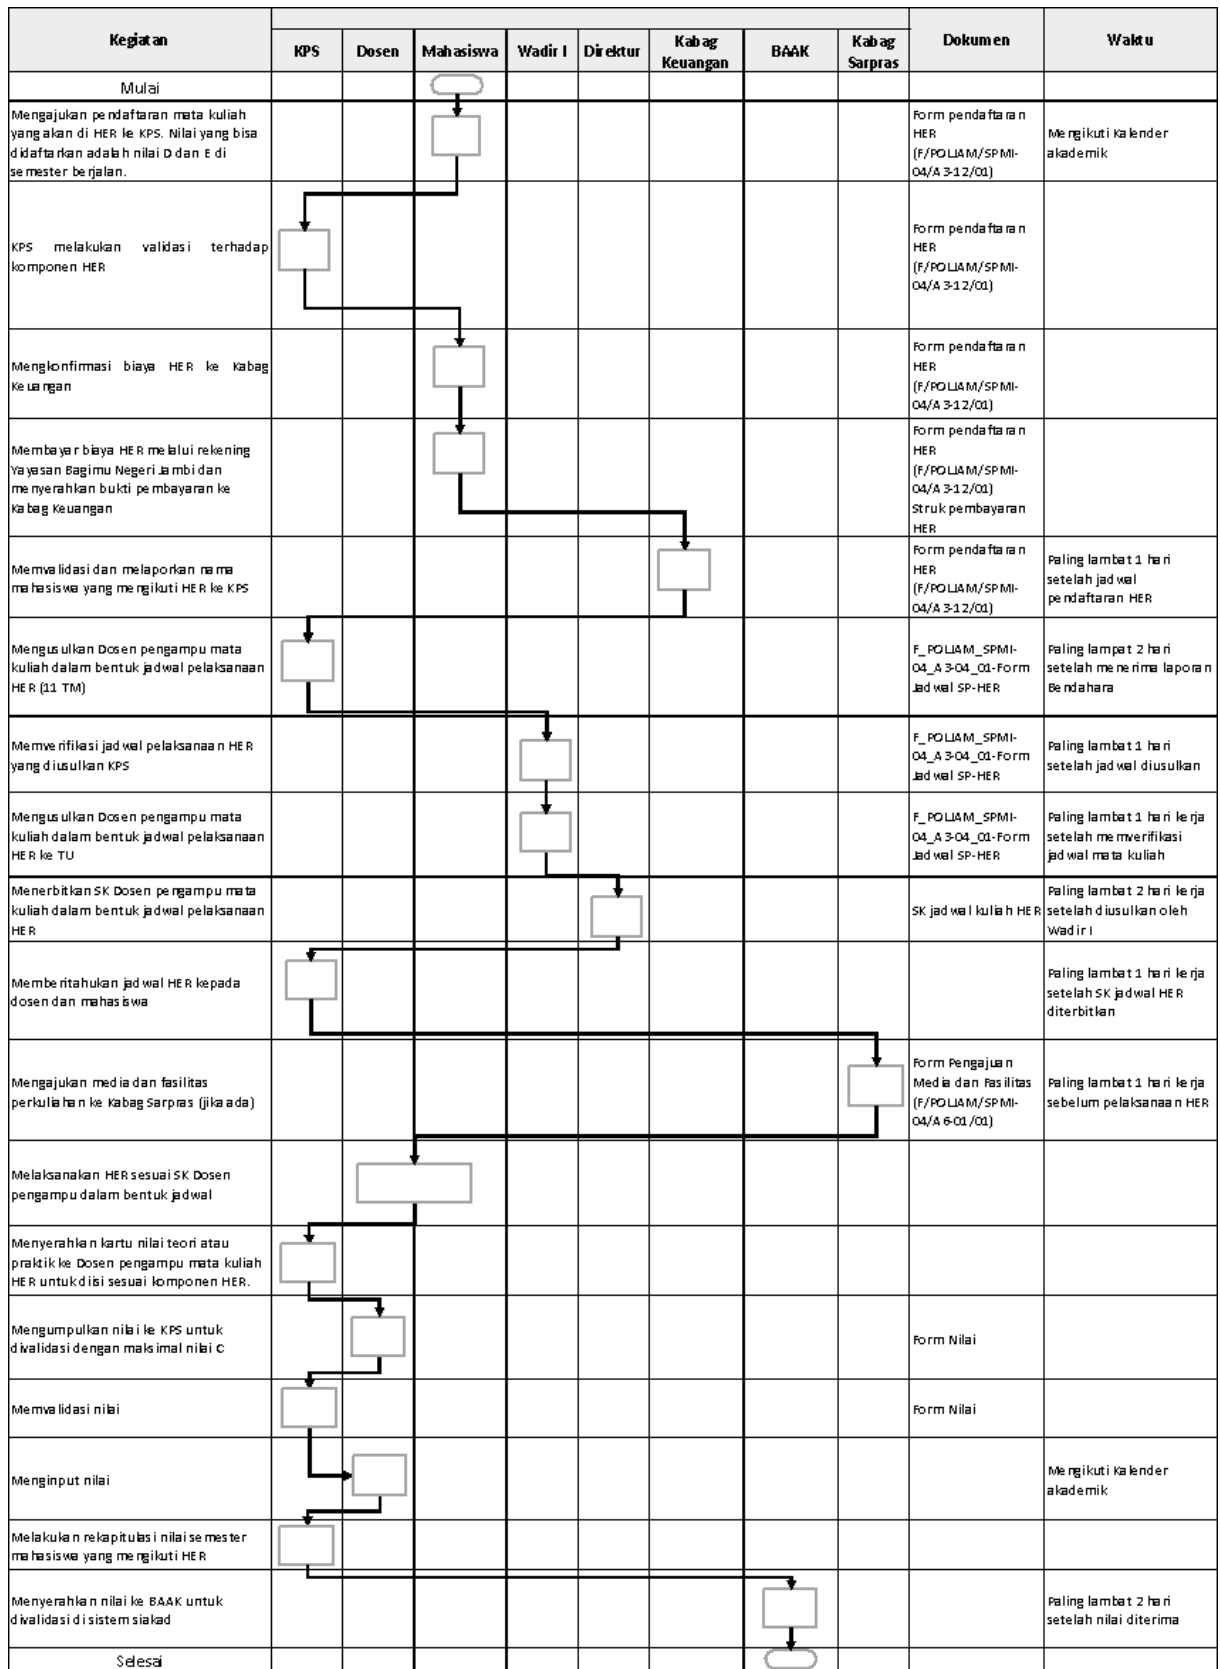 Kegiatan
KPS
Dosen
Mahasiswa
Wadir I
Direktur
Kabag
Keuangan
BAAK
Kabag
Sarpras
Dokumen
Waktu
Mulai
Mengajukan pendaftaran mata kuliah
yang akan di HER ke KPS. Nilai yang bisa
didaftarkan adalah nilai D dan E di
semester berjalan.
Form pendaftaran
HER
(F/POLIAM/SPMI-
04/A3-12/01)
Mengikuti Kalender
akademik
KPS melakukan validasi terhadap
komponen HER
Form pendaftaran
HER
(F/POLIAM/SPMI-
04/A3-12/01)
Mengkonfirmasi biaya HER ke Kabag
Keuangan
Form pendaftaran
HER
(F/POLIAM/SPMI-
04/A3-12/01)
Membayar biaya HER melalui rekening
Yayasan Bagimu Negeri Jambi dan
menyerahkan bukti pembayaran ke
Kabag Keuangan
Form pendaftaran
HER
(F/POLIAM/SPMI-
04/A3-12/01)
Struk pembayaran
HER
Memvalidasi dan melaporkan nama
mahasiswa yang mengikuti HER ke KPS
Form pendaftaran
HER
(F/POLIAM/SPMI-
04/A3-12/01)
Paling lambat 1 hari
setelah jadwal
pendaftaran HER
Mengusulkan Dosen pengampu mata
kuliah dalam bentuk jadwal pelaksanaan
HER (11 TM)
F_POLIAM_SPMI-
04_A3-04_01-Form
Jadwal SP-HER
Paling lampat 2 hari
setelah menerima laporan
Bendahara
Memverifikasi jadwal pelaksanaan HER
yang diusulkan KPS
F_POLIAM_SPMI-
04_A3-04_01-Form
Jadwal SP-HER
Paling lambat 1 hari
setelah jadwal diusulkan
Mengusulkan Dosen pengampu mata
kuliah dalam bentuk jadwal pelaksanaan
HER ke TU
F_POLIAM_SPMI-
04_A3-04_01-Form
Jadwal SP-HER
Paling lambat 1 hari kerja
setelah memverifikasi
jadwal mata kuliah
Menerbitkan SK Dosen pengampu mata
kuliah dalam bentuk jadwal pelaksanaan
HER
SK jadwal kuliah HER
Paling lambat 2 hari kerja
setelah diusulkan oleh
Wadir I
Memberitahukan jadwal HER kepada
dosen dan mahasiswa
Paling lambat 1 hari kerja
setelah SK jadwal HER
diterbitkan
Mengajukan media dan fasilitas
perkuliahan ke Kabag Sarpras (jika ada)
Form Pengajuan
Media dan Fasilitas
(F/POLIAM/SPMI-
04/A6-01/01)
Paling lambat 1 hari kerja
sebelum pelaksanaan HER
Melaksanakan HER sesuai SK Dosen
pengampu dalam bentuk jadwal
Menyerahkan kartu nilai teori atau
praktik ke Dosen pengampu mata kuliah
HER untuk diisi sesuai komponen HER.
Mengumpulkan nilai ke KPS untuk
divalidasi dengan maksimal nilai C
Form Nilai
Memvalidasi nilai
Form Nilai
Menginput nilai
Mengikuti Kalender
akademik
Melakukan rekapitulasi nilai semester
mahasiswa yang mengikuti HER
Menyerahkan nilai ke BAAK untuk
divalidasi di sistem siakad
Paling lambat 2 hari
setelah nilai diterima
Selesai